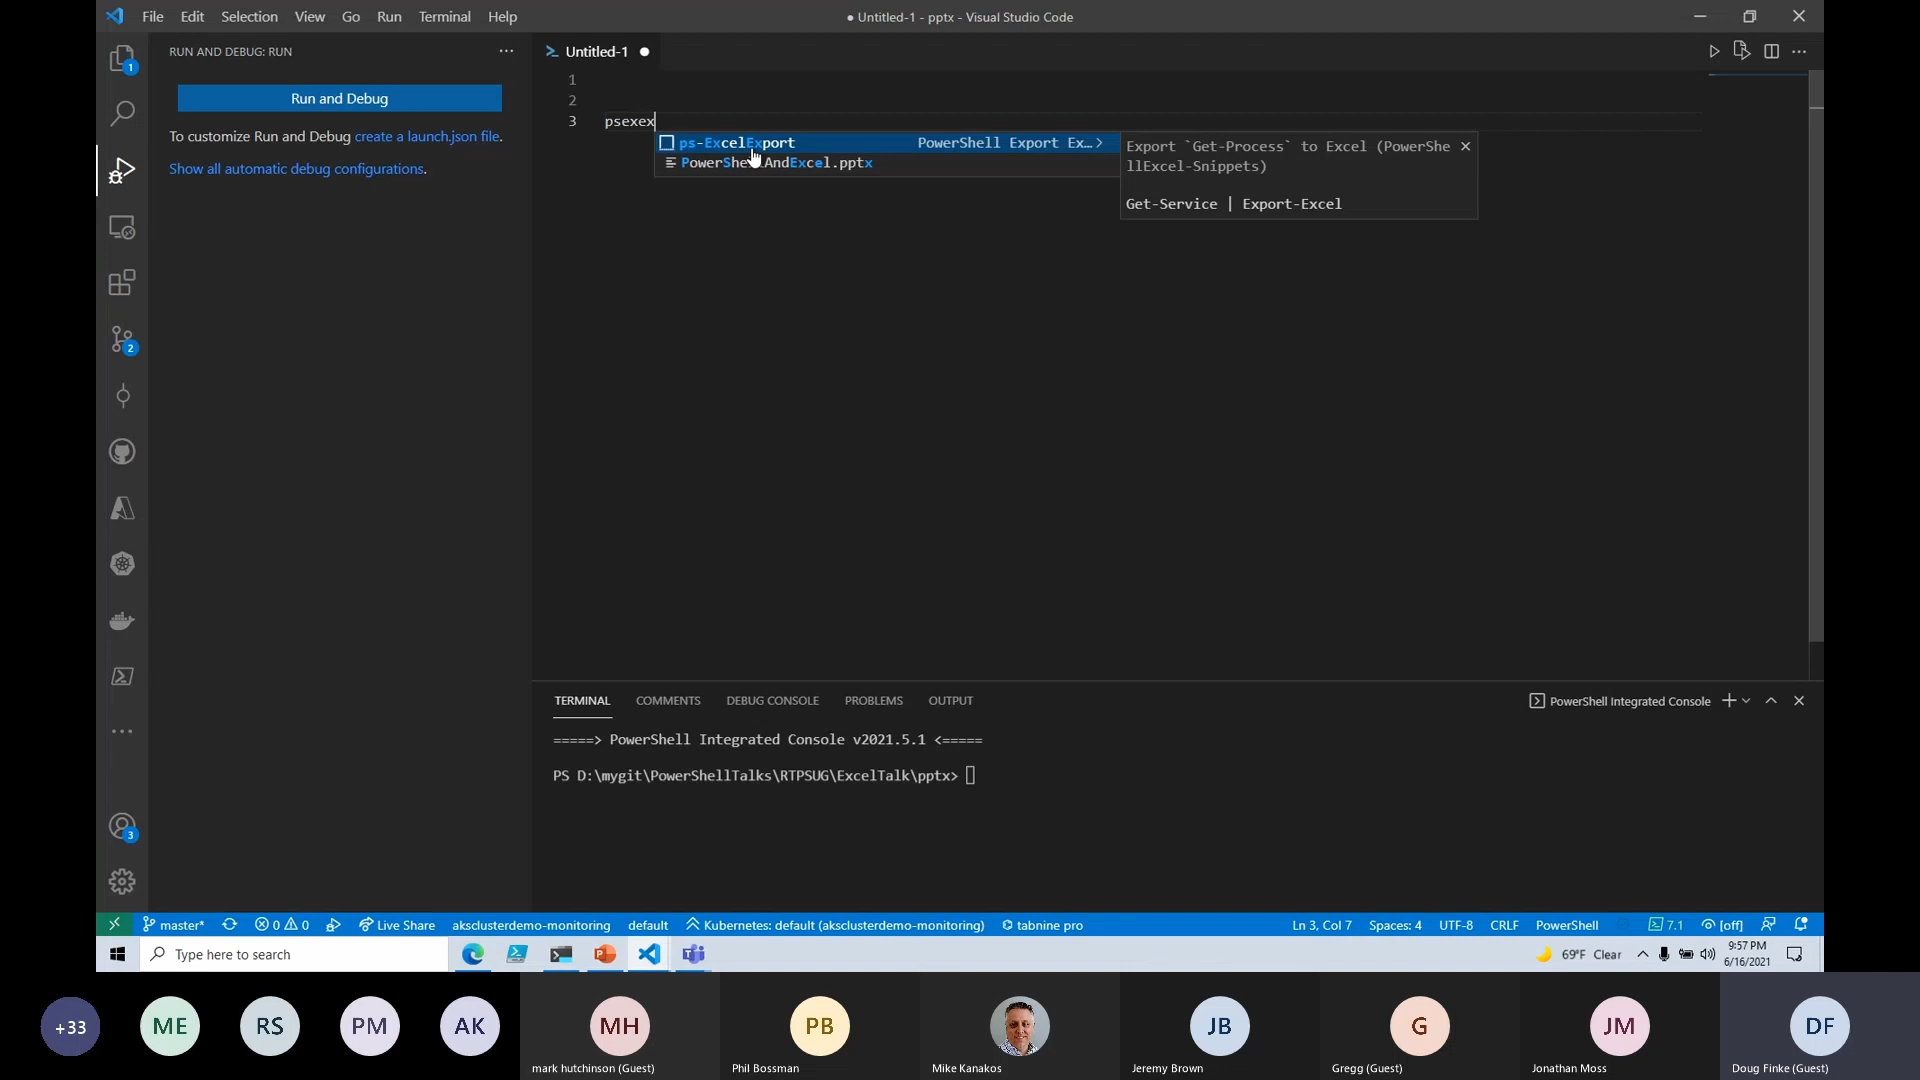 File Edit Selection View Go Run Terminal Help
● Untitled-1 - pptx - Visual Studio Code
RUN AND DEBUG: RUN
Untitled-1
Run and Debug
To customize Run and Debug create a launch.json file.
Show all automatic debug configurations.
1
2
3 psexex
ps-ExcelExport PowerShell Export Ex…
PowerShellAndExcel.pptx
Export `Get-Process` to Excel (PowerShe
llExcel-Snippets)
Get-Service | Export-Excel
1
2
3
TERMINAL COMMENTS DEBUG CONSOLE PROBLEMS OUTPUT
PowerShell Integrated Console
=====> PowerShell Integrated Console v2021.5.1 <=====
PS D:\mygit\PowerShellTalks\RTPSUG\ExcelTalk\pptx>
master* 0 0 Live Share aksclusterdemo-monitoring default Kubernetes: default (aksclusterdemo-monitoring) tabnine pro
Ln 3, Col 7 Spaces: 4 UTF-8 CRLF PowerShell 7.1 [off]
Type here to search
69°F Clear
9:57 PM
6/16/2021
+33 ME RS PM AK MH PB JB G JM DF
mark hutchinson (Guest) Phil Bossman Mike Kanakos Jeremy Brown Gregg (Guest) Jonathan Moss Doug Finke (Guest)